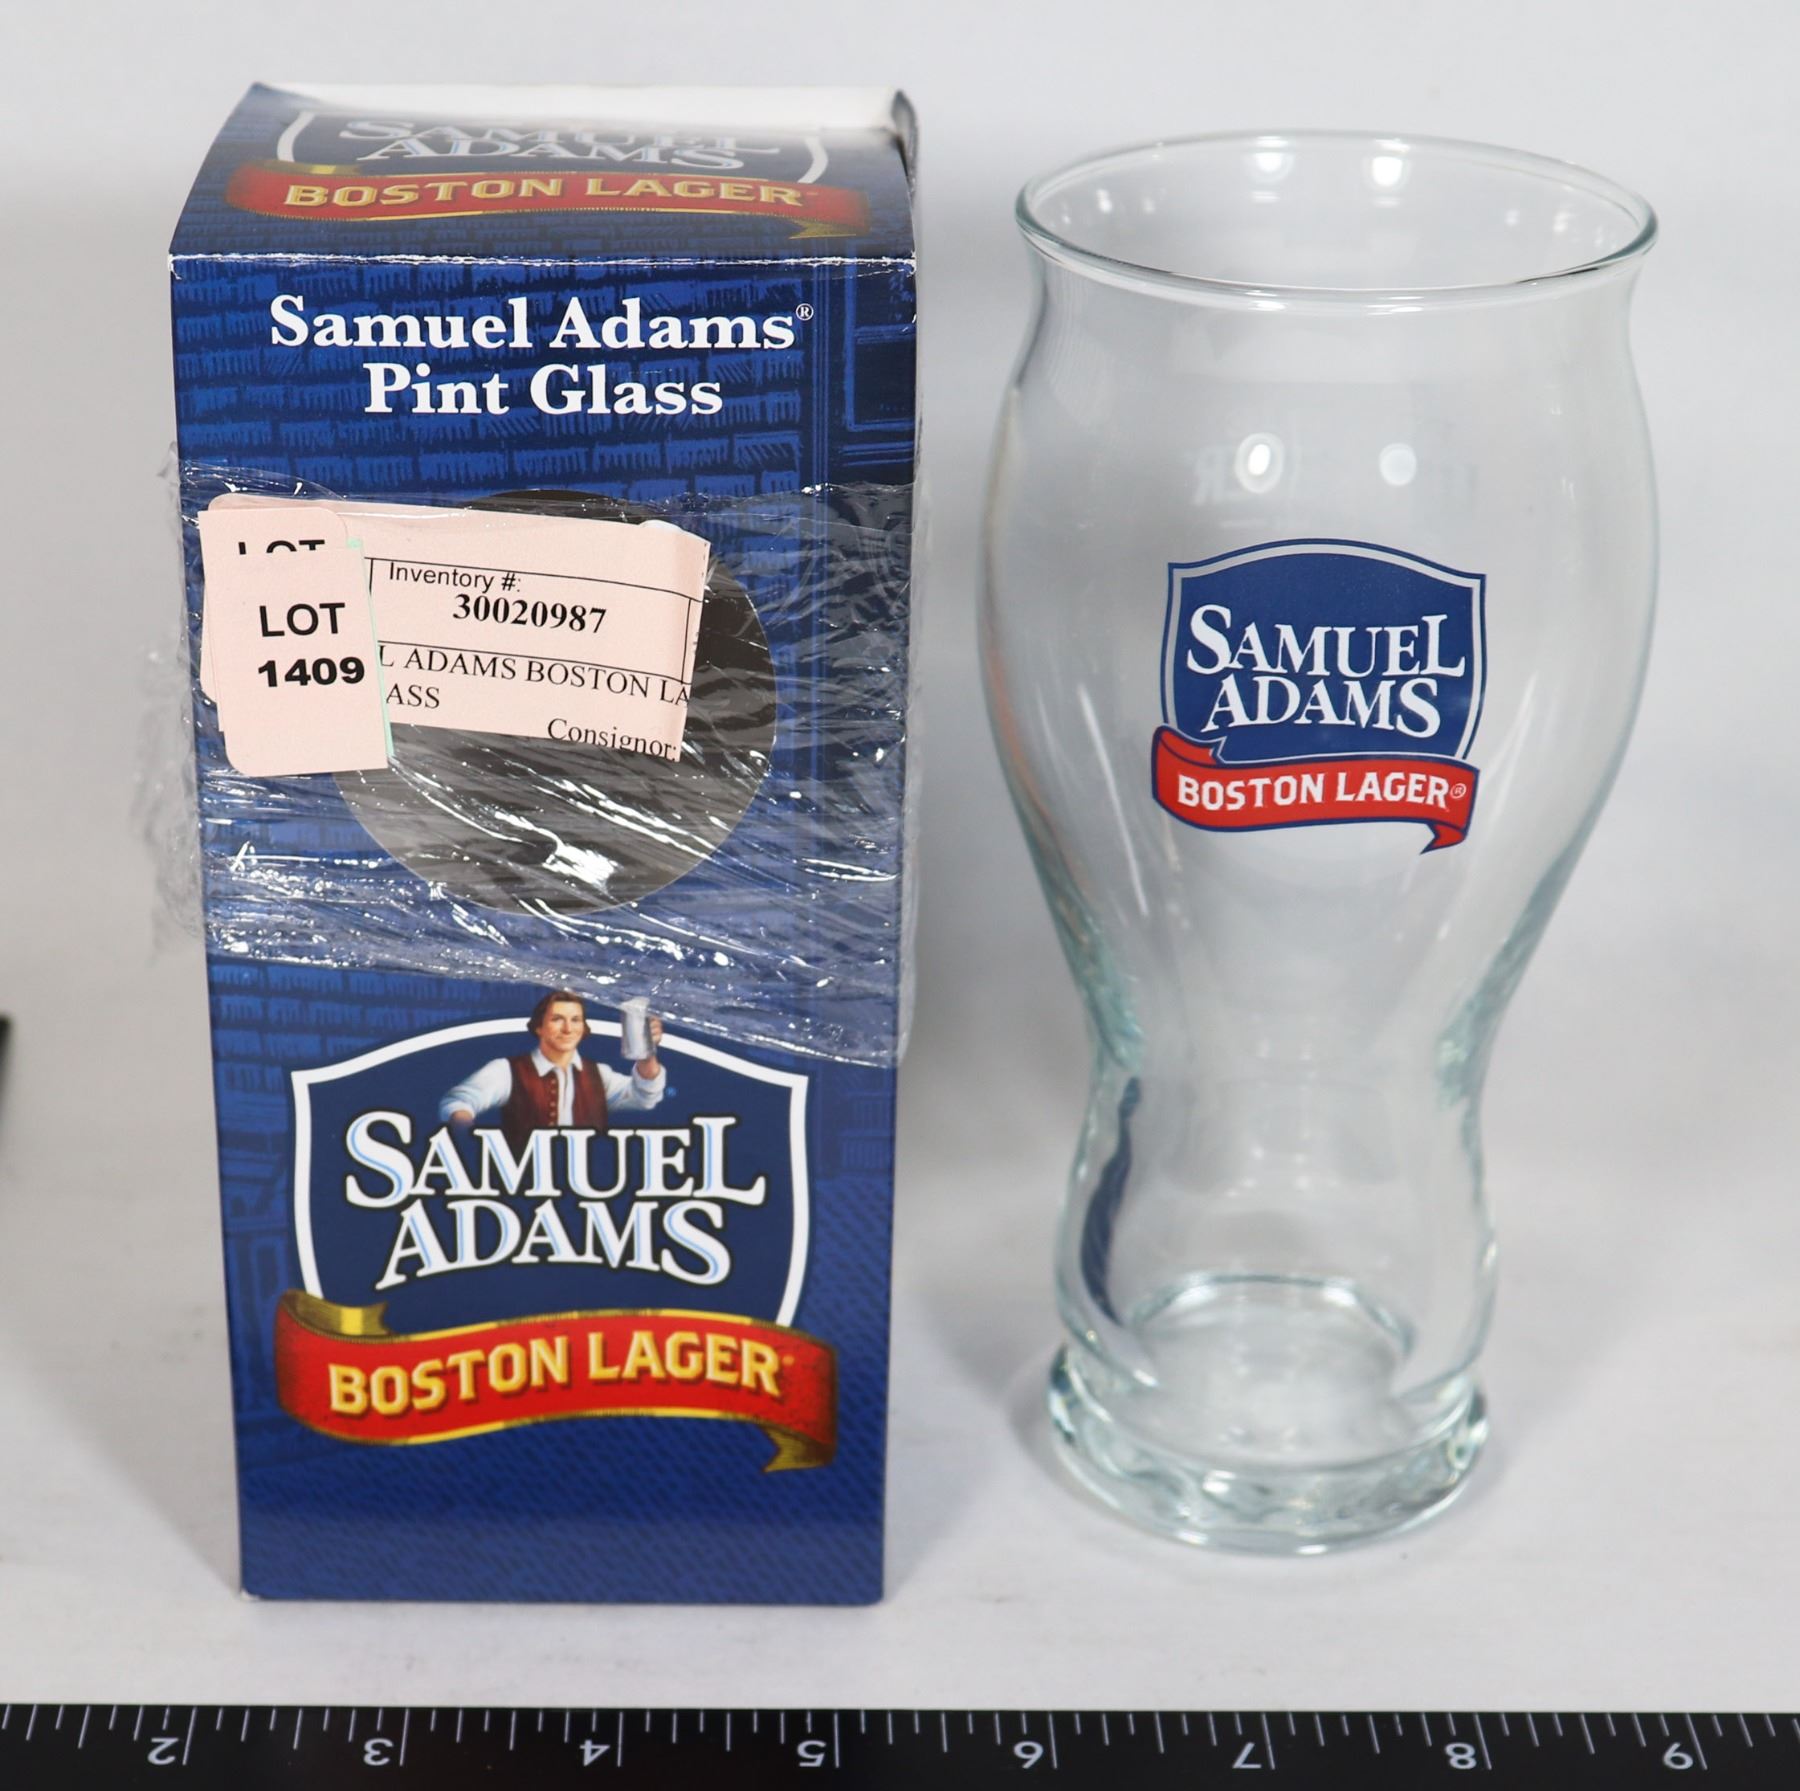 SAMUEL
ADAMS
BOSTON LAGER
Samuel Adams®
Pint Glass
LOT
LOT
1409
Inventory #:
30020987
L ADAMS BOSTON LA
ASS
Consignor:
SAMUEL
ADAMS
BOSTON LAGER
SAMUEL
ADAMS
BOSTON LAGER®
2 3 4 5 6 7 8 9